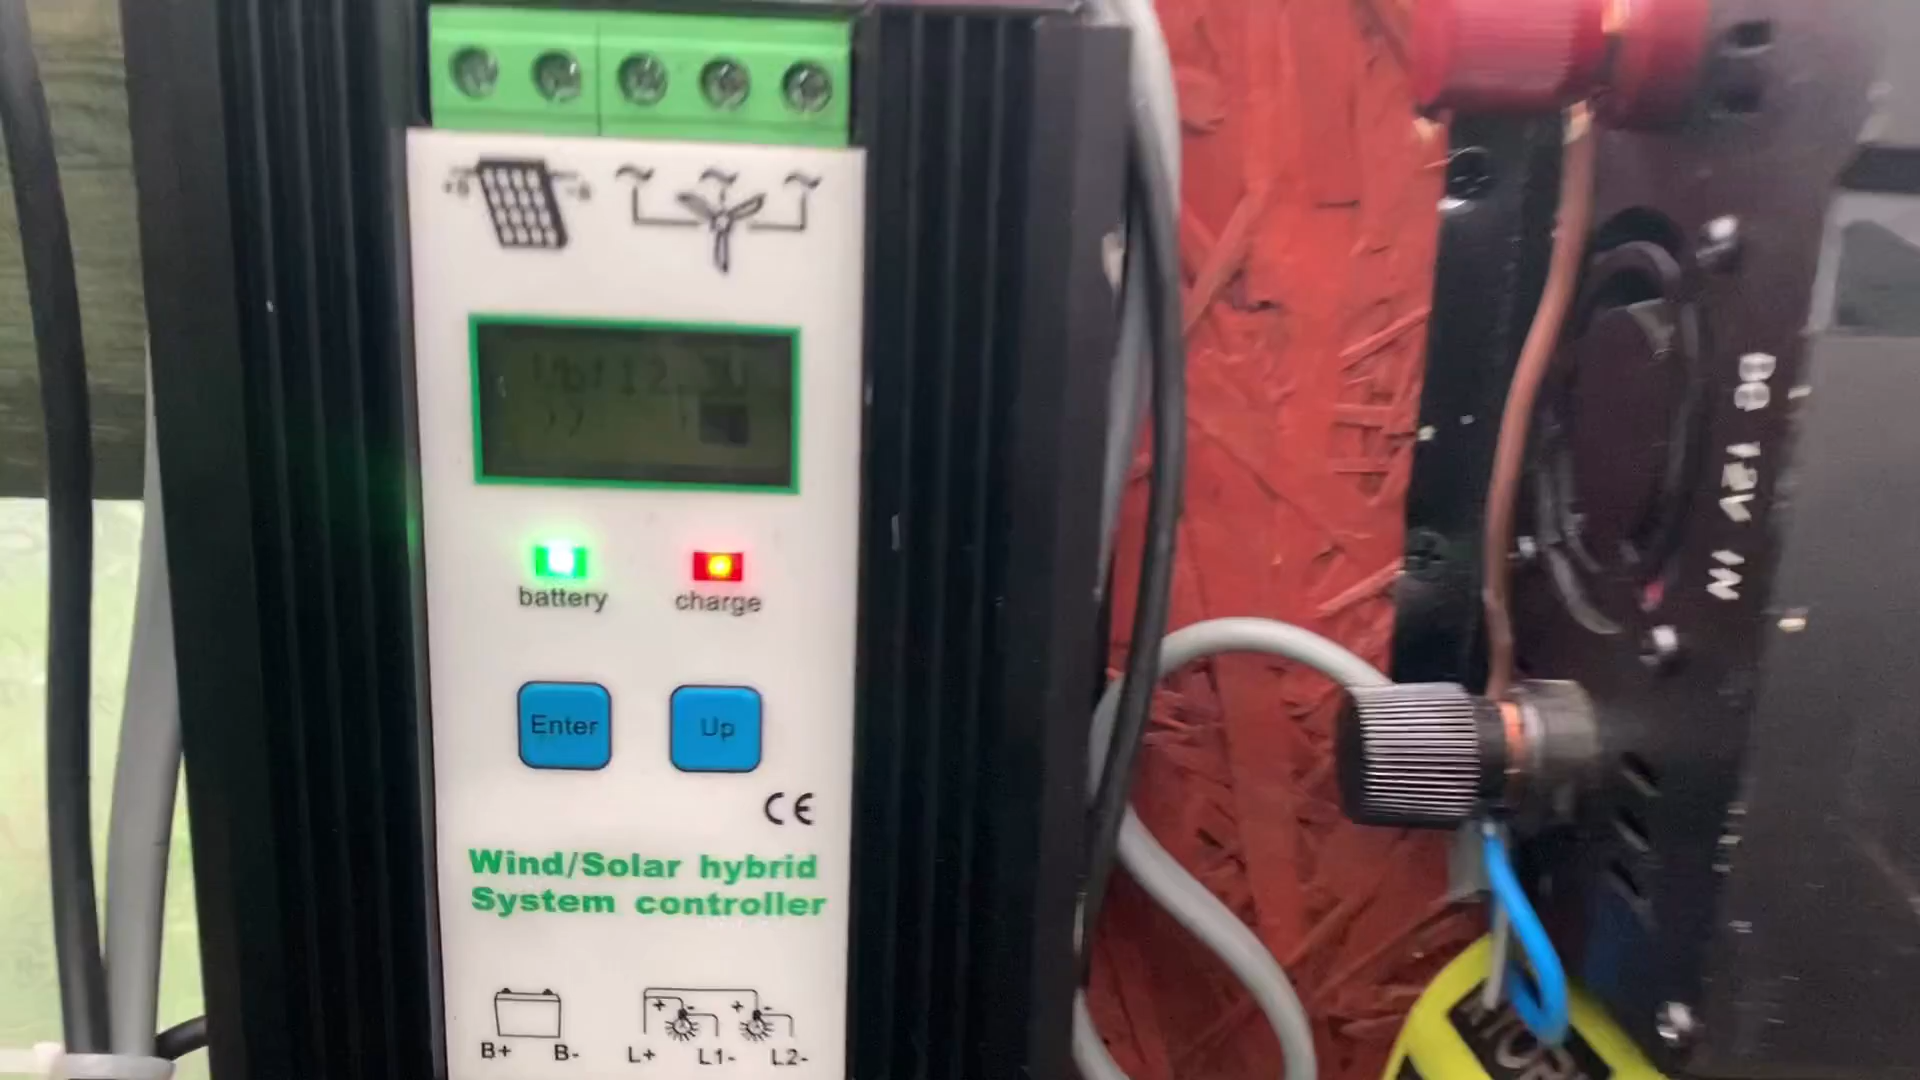 battery
charge
Enter
Up
CE
Wind/Solar hybrid
System controller
B+ B- L+ L1- L2-
DC 12V IN